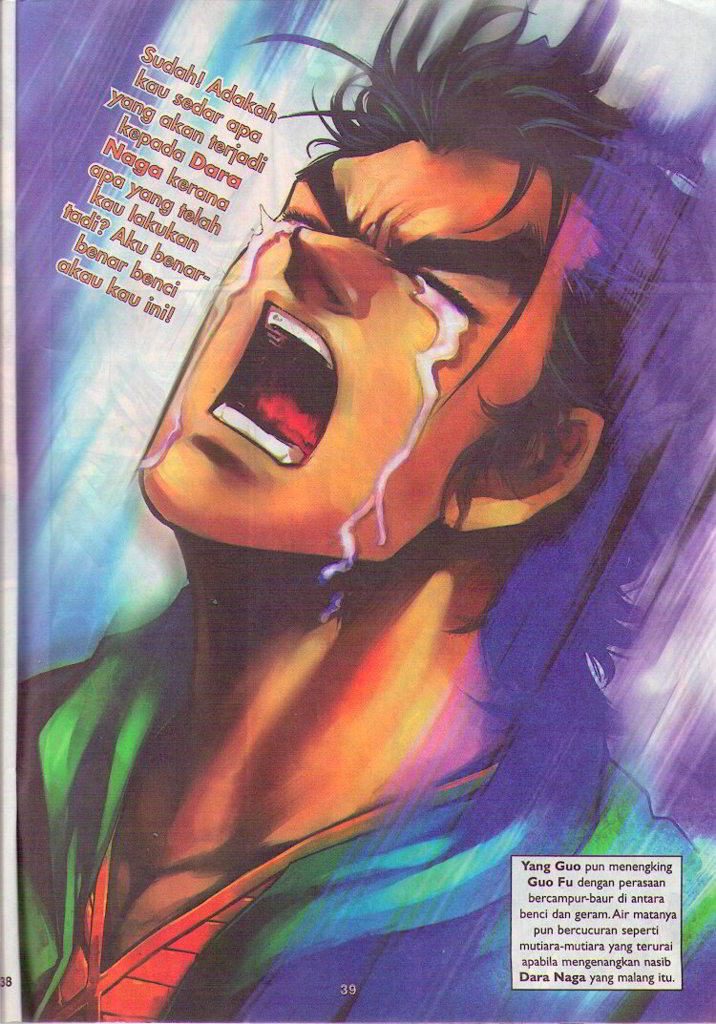 Sudah! Adakah
kau sedar apa
yang akan terjadi
kepada Dara
Naga kerana
apa yang telah
kau lakukan
tadi? Aku benar-
benar benci
akau kau ini!
Yang Guo pun menengking
Guo Fu dengan perasaan
bercampur-baur di antara
benci dan geram. Air matanya
pun bercucuran seperti
mutiara-mutiara yang terurai
apabila mengenangkan nasib
Dara Naga yang malang itu.
38
39